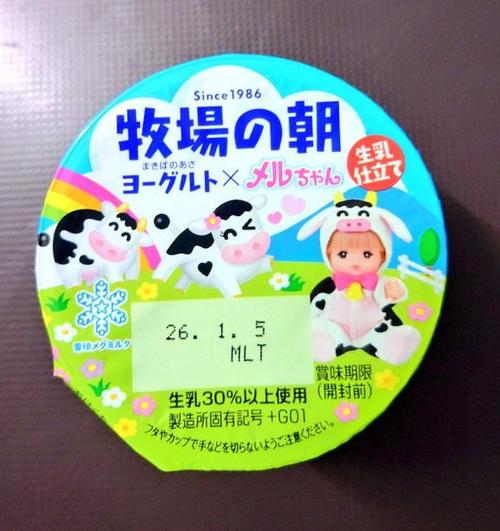 Since1986
牧場の朝
まきばのあさ
ヨーグルト×メルちゃん
生乳
仕立て
雪印メグミルク
26. 1. 5
MLT
賞味期限
(開封前)
生乳30%以上使用
製造所固有記号 +G01
フタやカップで手などを切らないようご注意ください。